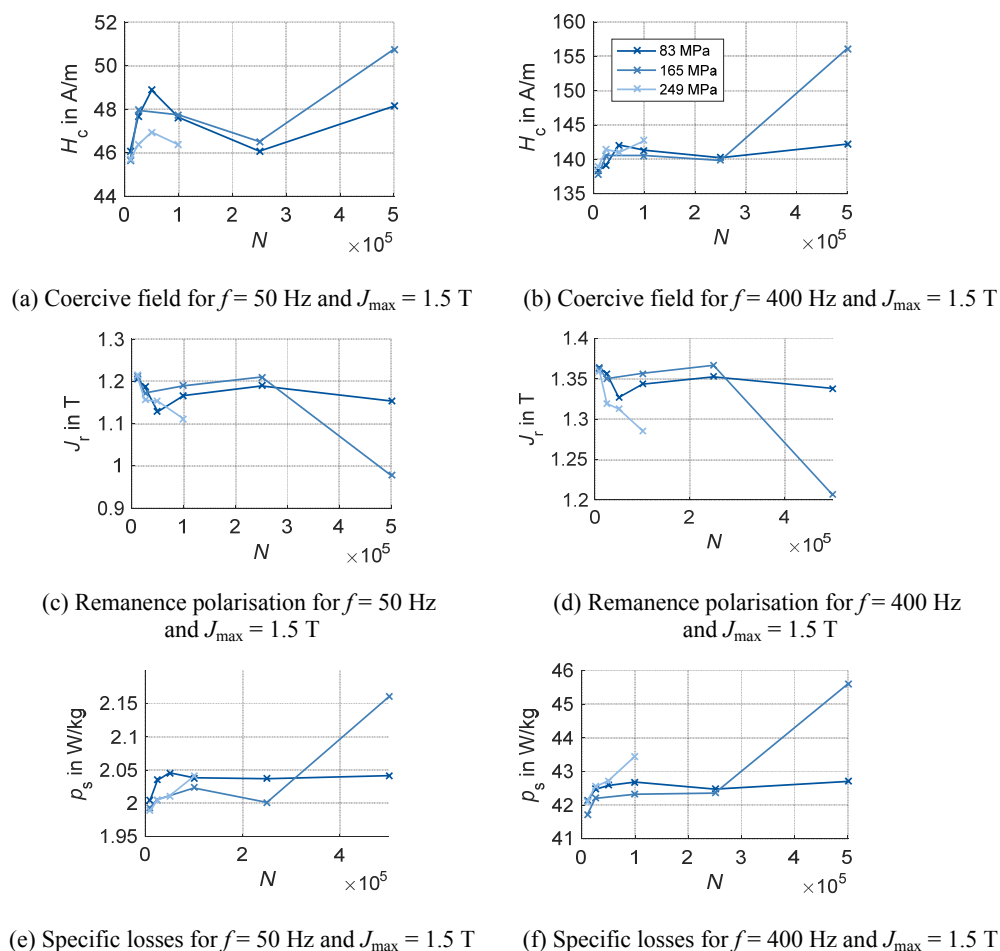 52
50
48
46
44
H_c in A/m
0 1 2 3 4 5
N
×10^5
(a) Coercive field for f = 50 Hz and J_max = 1.5 T
160
155
150
145
140
135
H_c in A/m
83 MPa
165 MPa
249 MPa
0 1 2 3 4 5
N
×10^5
(b) Coercive field for f = 400 Hz and J_max = 1.5 T
1.3
1.2
1.1
1
0.9
J_r in T
0 1 2 3 4 5
N
×10^5
(c) Remanence polarisation for f = 50 Hz
and J_max = 1.5 T
1.4
1.35
1.3
1.25
1.2
J_r in T
0 2 4
N
×10^5
(d) Remanence polarisation for f = 400 Hz
and J_max = 1.5 T
2.15
2.1
2.05
2
1.95
p_s in W/kg
0 2 4
N
×10^5
(e) Specific losses for f = 50 Hz and J_max = 1.5 T
46
45
44
43
42
41
p_s in W/kg
0 1 2 3 4 5
N
×10^5
(f) Specific losses for f = 400 Hz and J_max = 1.5 T